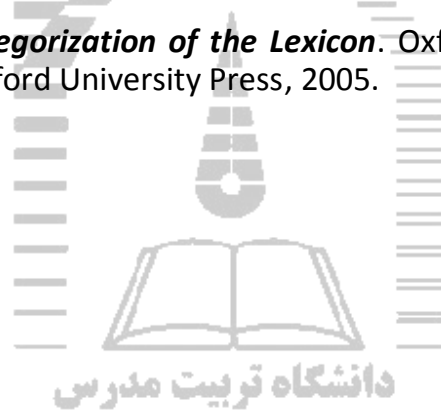 egorization of the Lexicon. Oxf
ford University Press, 2005.
دانشگاه تربیت مدرس